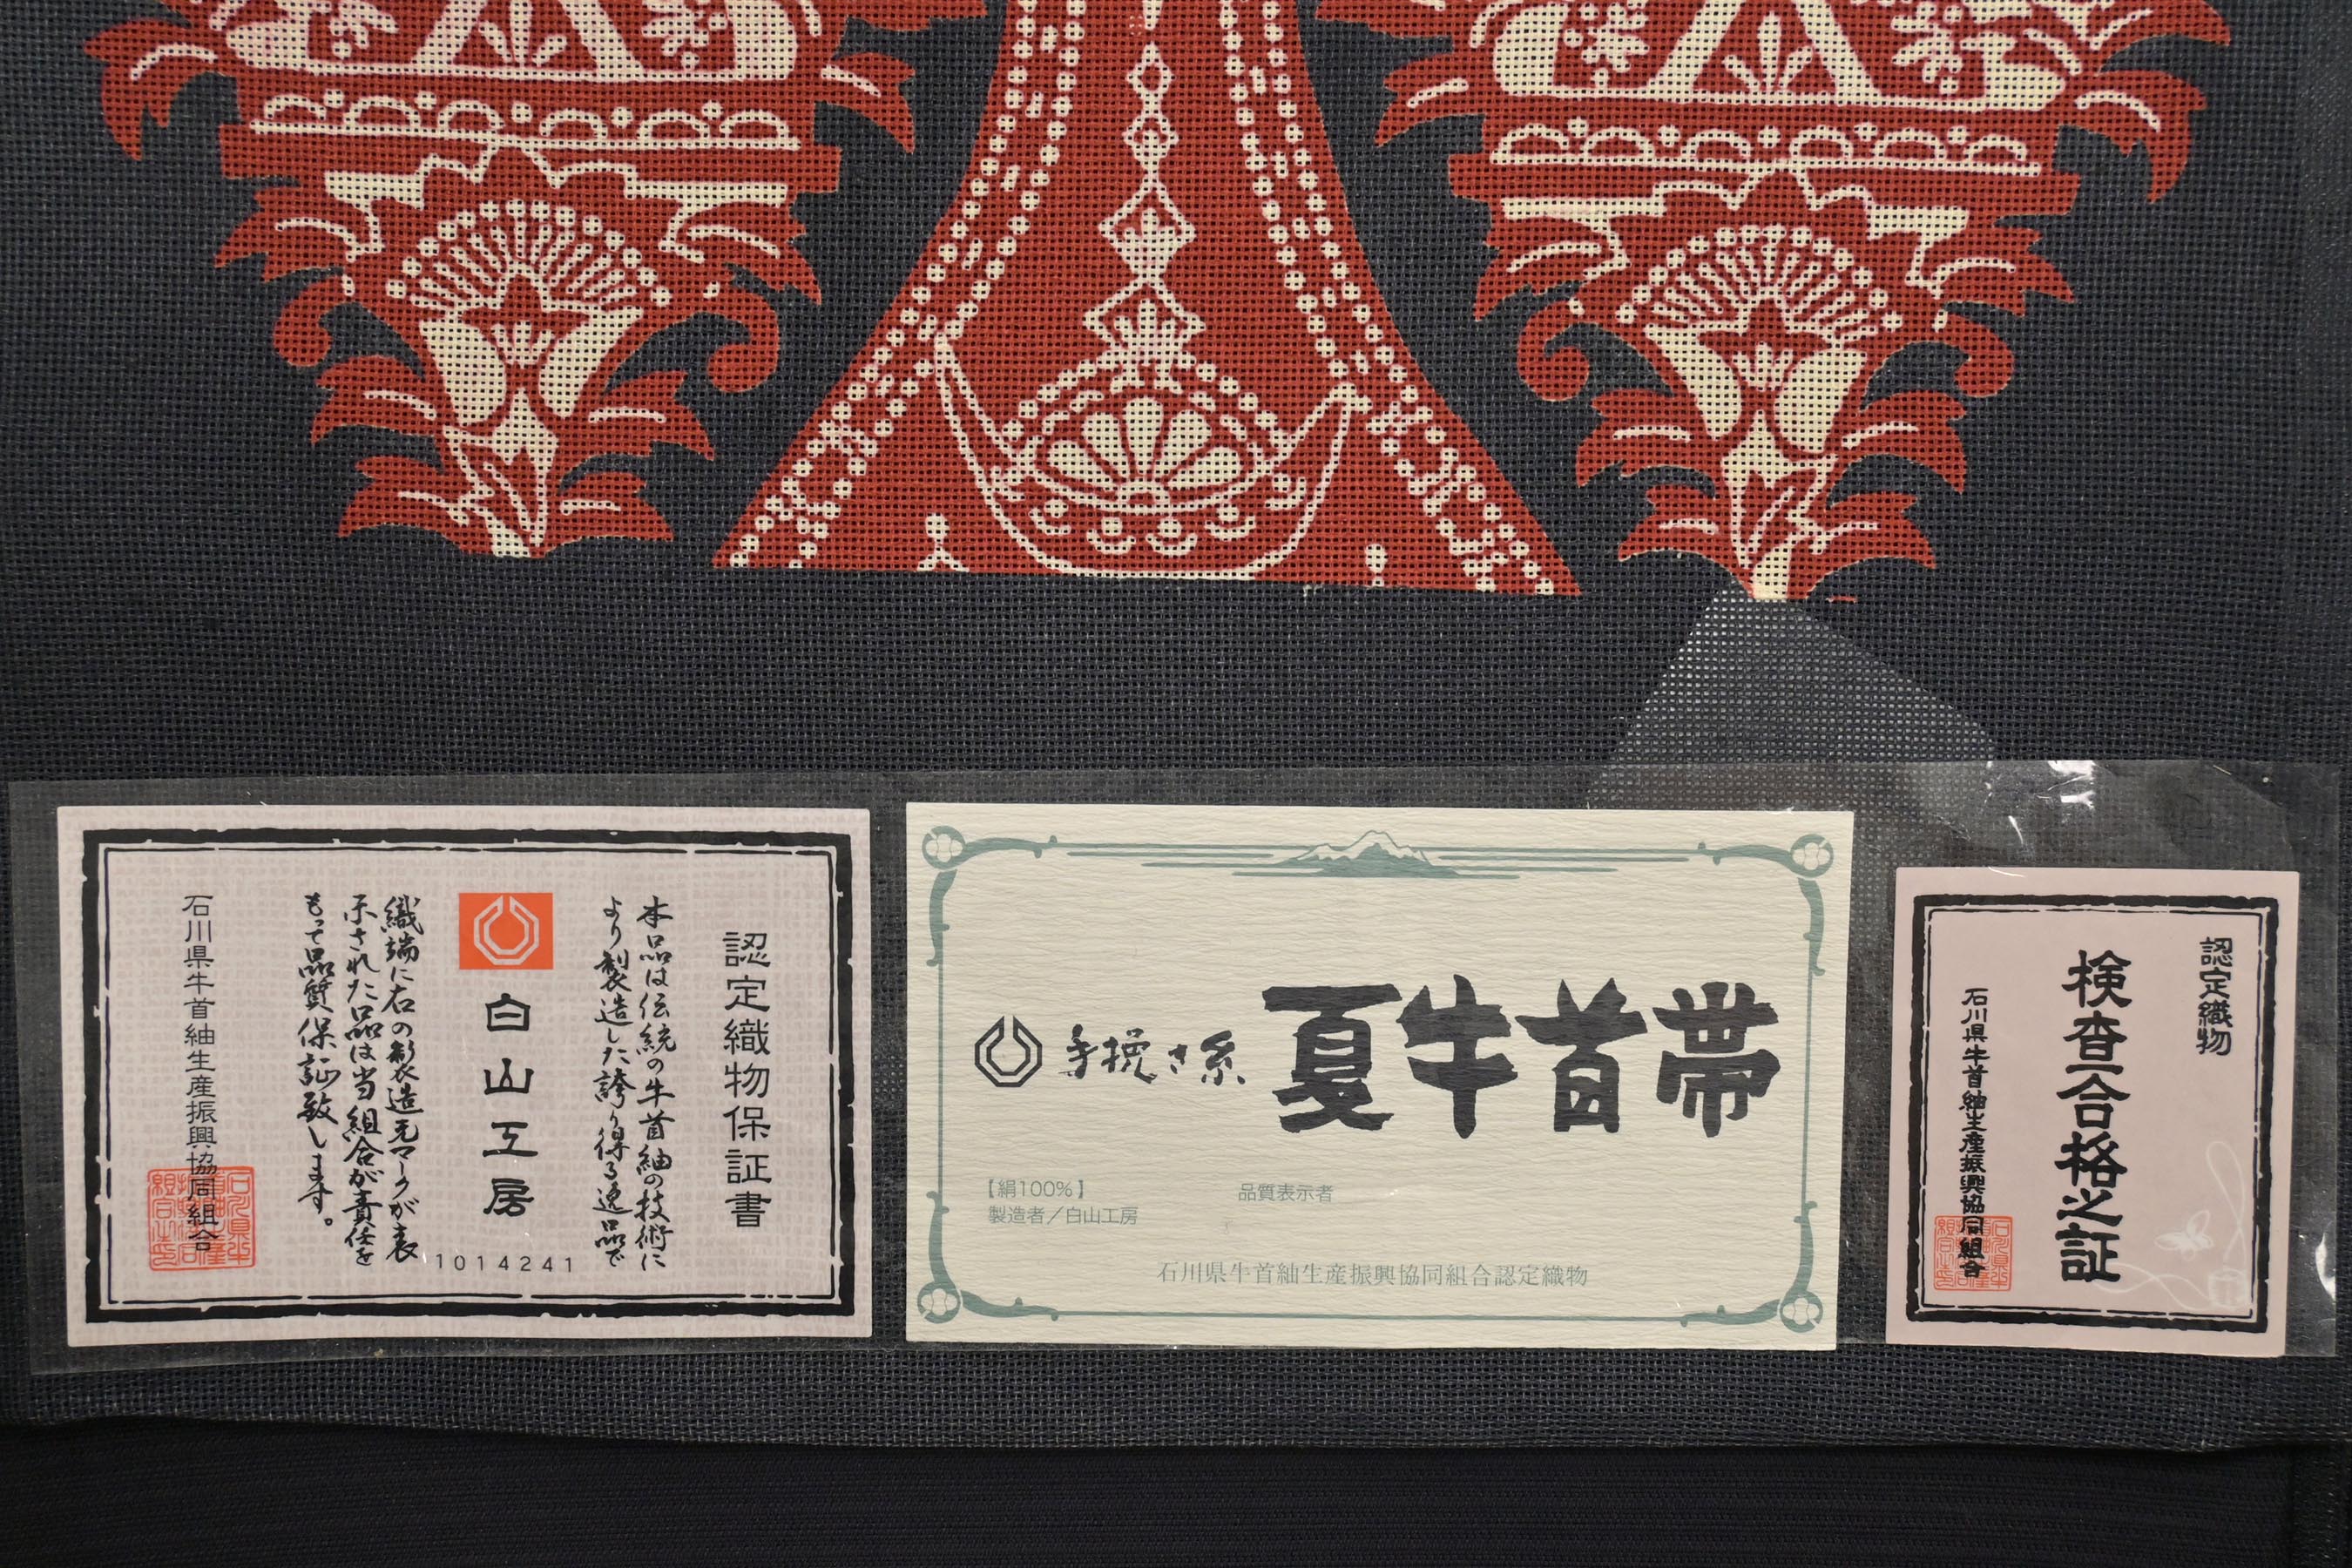 認定織物保証書
本品は伝統の牛首紬の技術に
より製造した誇り得る逸品で
白山工房
1014241
織端に右の製造元マークが表
示された品は当組合が責任を
もって品質保証致します。
石川県牛首紬生産振興協同組合
手挽き糸
夏牛首帯
【絹100%】
製造者／白山工房
品質表示者
石川県牛首紬生産振興協同組合認定織物
認定織物
検査合格之証
石川県牛首紬生産振興協同組合